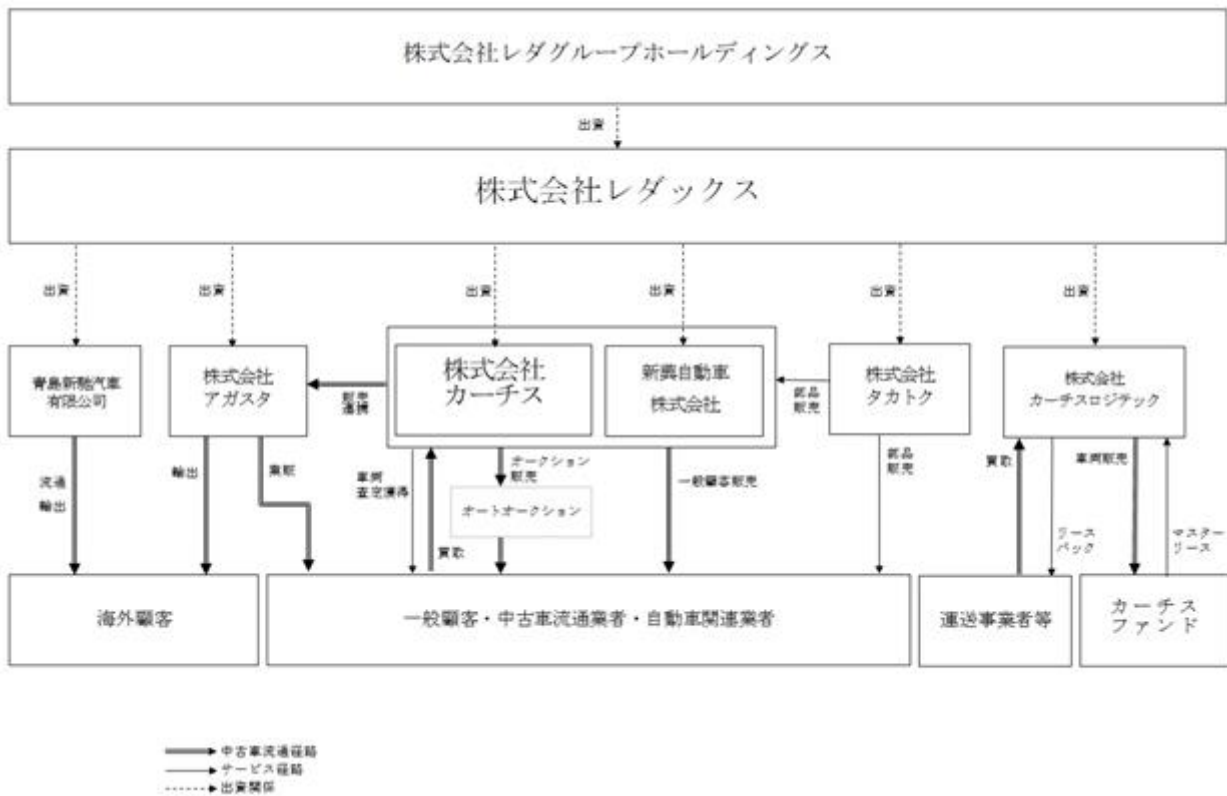 株式会社レダグループホールディングス
出資
株式会社レダックス
出資
出資
出資
出資
出資
出資
青島新馳汽車
有限公司
株式会社
アガスタ
株式会社
カーチス
新興自動車
株式会社
株式会社
タカトク
株式会社
カーチスロジテック
販売
連携
部品
販売
流通
輸出
輸出
業販
車両
査定獲得
買取
オークション
販売
オートオークション
一般顧客販売
部品
販売
買取
リース
バック
車両販売
マスター
リース
海外顧客
一般顧客・中古車流通業者・自動車関連業者
運送事業者等
カーチス
ファンド
中古車流通経路
サービス経路
出資関係